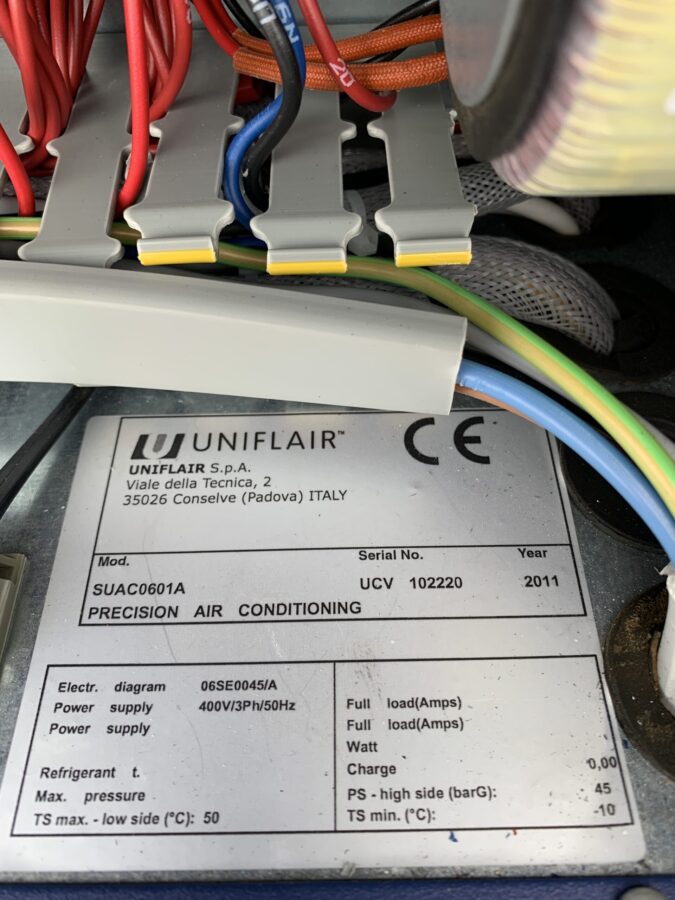 20
UNIFLAIR™
CE
UNIFLAIR S.p.A.
Viale della Tecnica, 2
35026 Conselve (Padova) ITALY
Mod. Serial No. Year
SUAC0601A UCV 102220 2011
PRECISION AIR CONDITIONING
Electr. diagram 06SE0045/A
Power supply 400V/3Ph/50Hz
Power supply
Refrigerant t.
Max. pressure
TS max. - low side (°C): 50
Full load(Amps)
Full load(Amps)
Watt
Charge 0,00
PS - high side (barG): 45
TS min. (°C): -10